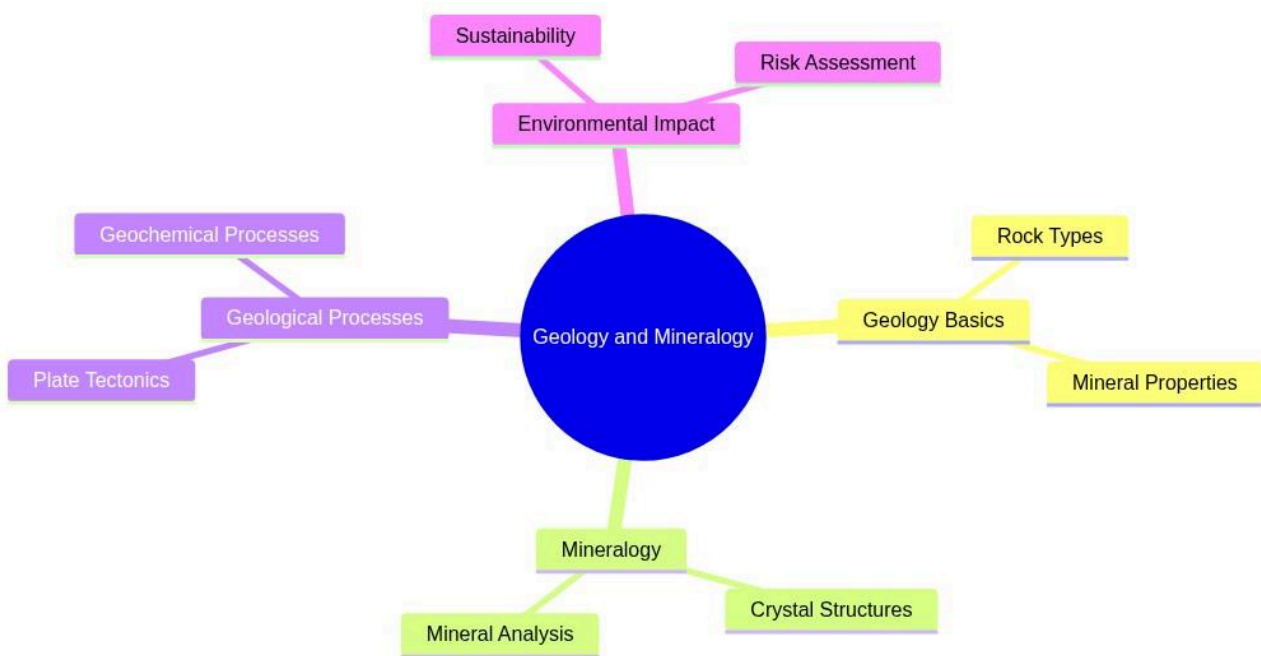 Sustainability
Risk Assessment
Environmental Impact
Geochemical Processes
Rock Types
Geological Processes
Geology and Mineralogy
Geology Basics
Plate Tectonics
Mineral Properties
Mineralogy
Crystal Structures
Mineral Analysis